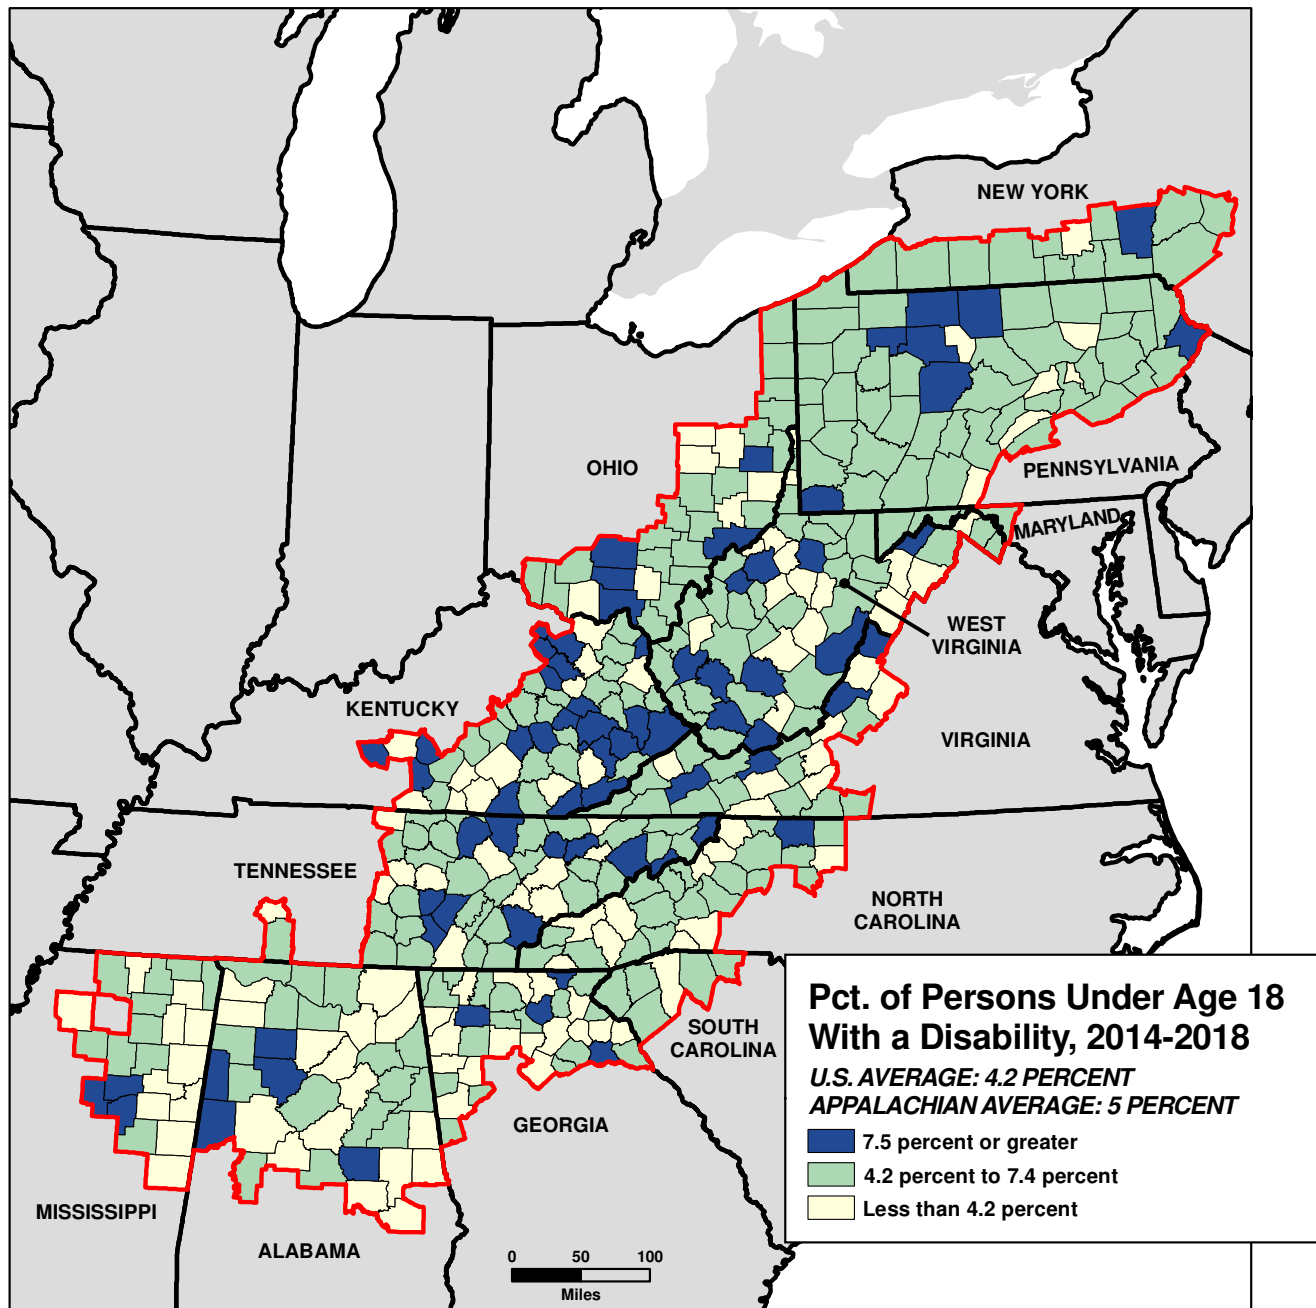 NEW YORK
OHIO
PENNSYLVANIA
MARYLAND
WEST
VIRGINIA
KENTUCKY
VIRGINIA
TENNESSEE
NORTH
CAROLINA
SOUTH
CAROLINA
GEORGIA
MISSISSIPPI
ALABAMA
Pct. of Persons Under Age 18
With a Disability, 2014-2018
U.S. AVERAGE: 4.2 PERCENT
APPALACHIAN AVERAGE: 5 PERCENT
7.5 percent or greater
4.2 percent to 7.4 percent
Less than 4.2 percent
0 50 100
Miles